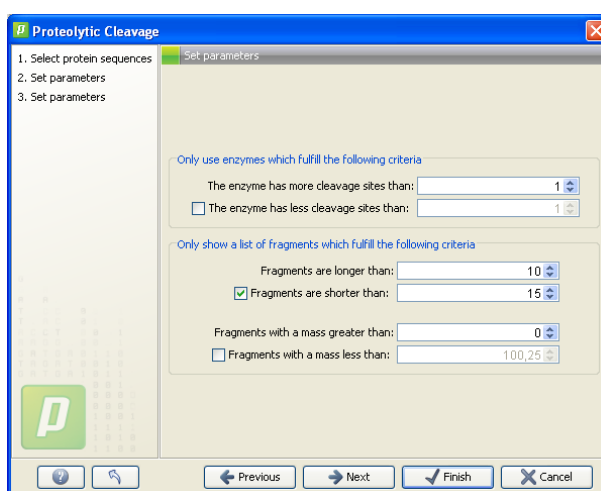 Proteolytic Cleavage
1. Select protein sequences
2. Set parameters
3. Set parameters
Set parameters
Only use enzymes which fulfill the following criteria
The enzyme has more cleavage sites than: 1
The enzyme has less cleavage sites than: 1
Only show a list of fragments which fulfill the following criteria
Fragments are longer than: 10
Fragments are shorter than: 15
Fragments with a mass greater than: 0
Fragments with a mass less than: 100,25
? Previous Next Finish Cancel